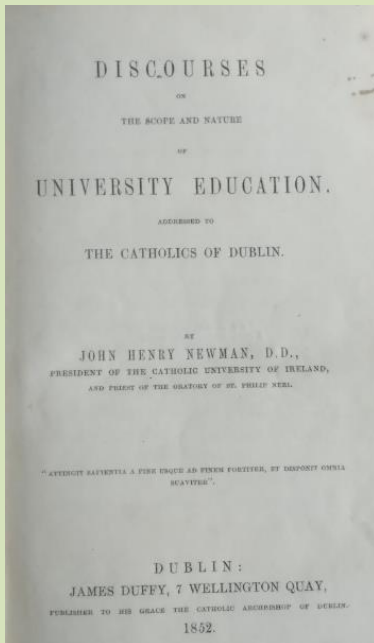 DISCOURSES
ON
THE SCOPE AND NATURE
OF
UNIVERSITY EDUCATION.
ADDRESSED TO
THE CATHOLICS OF DUBLIN.
BY
JOHN HENRY NEWMAN, D.D.,
PRESIDENT OF THE CATHOLIC UNIVERSITY OF IRELAND,
AND PRIEST OF THE ORATORY OF ST. PHILIP NERI.
"ATTINGIT SAPIENTIA A FINE USQUE AD FINEM FORTITER, ET DISPONIT OMNIA
SUAVITER".
DUBLIN:
JAMES DUFFY, 7 WELLINGTON QUAY,
PUBLISHER TO HIS GRACE THE CATHOLIC ARCHBISHOP OF DUBLIN.
1852.